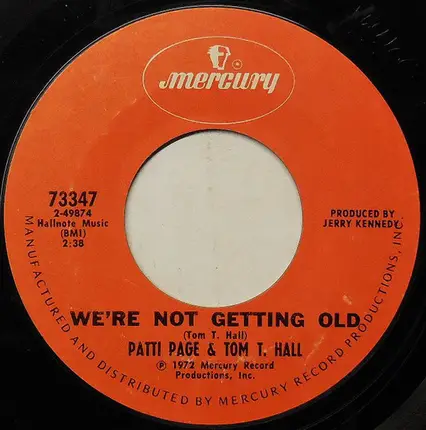 mercury
73347
2-49874
Hallnote Music
(BMI)
2:38
PRODUCED BY
JERRY KENNEDY
WE'RE NOT GETTING OLD
(Tom T. Hall)
PATTI PAGE & TOM T. HALL
℗ 1972 Mercury Record
Productions, Inc.
MANUFACTURED AND DISTRIBUTED BY MERCURY RECORD PRODUCTIONS, INC.